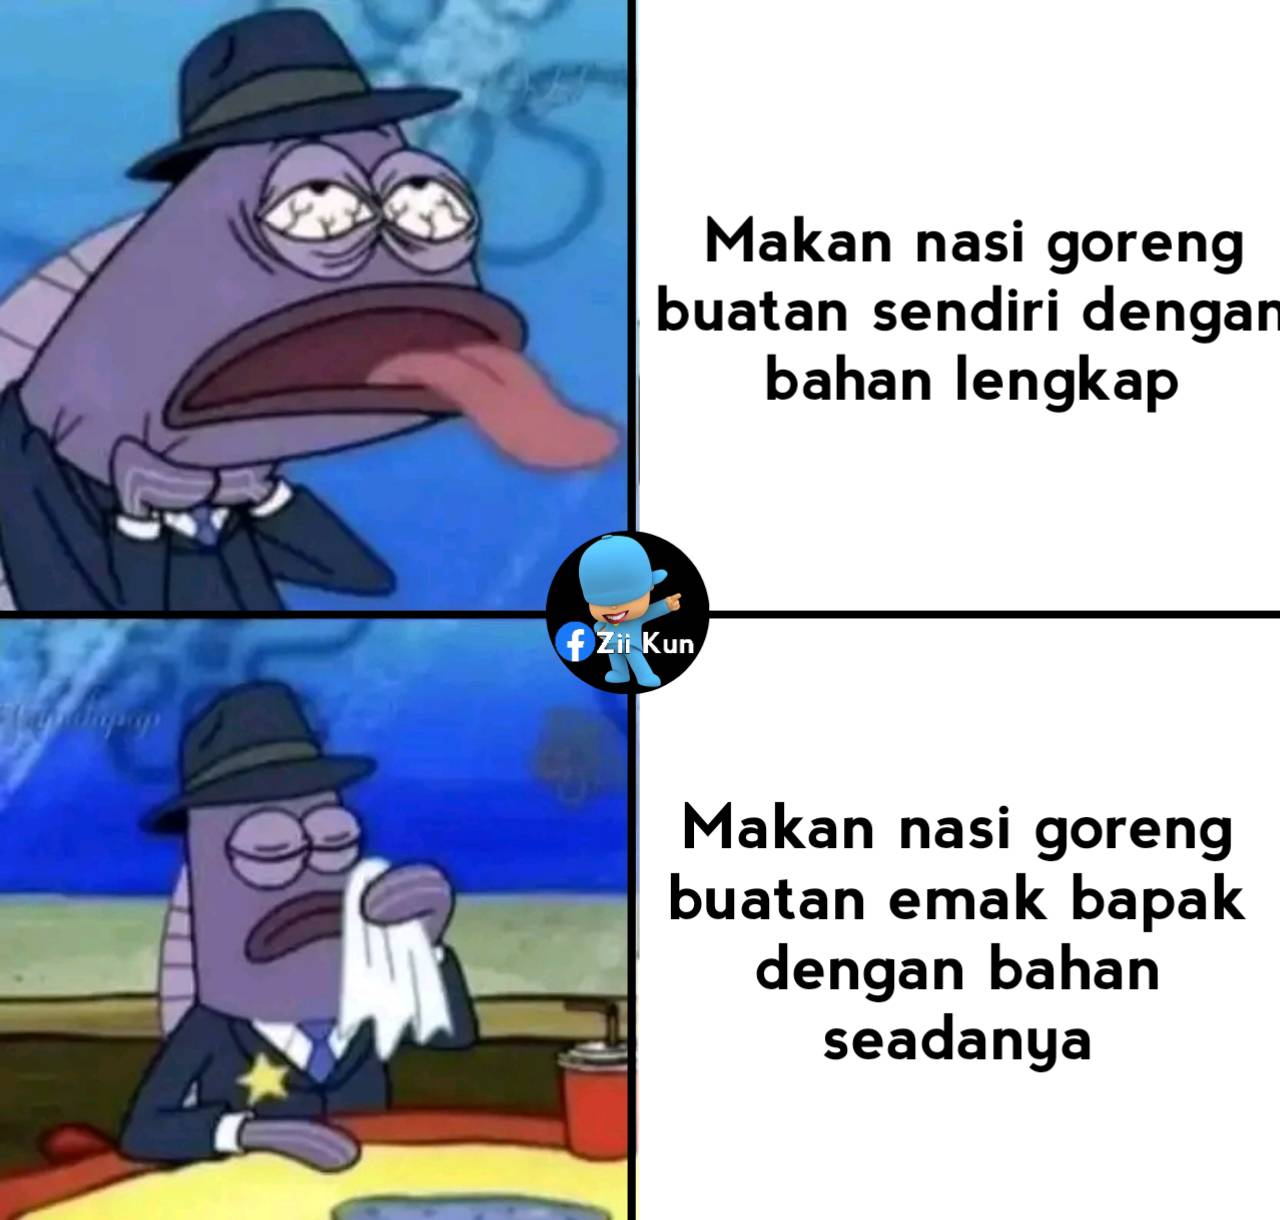 Makan nasi goreng
buatan sendiri dengan
bahan lengkap
Zii Kun
Makan nasi goreng
buatan emak bapak
dengan bahan
seadanya